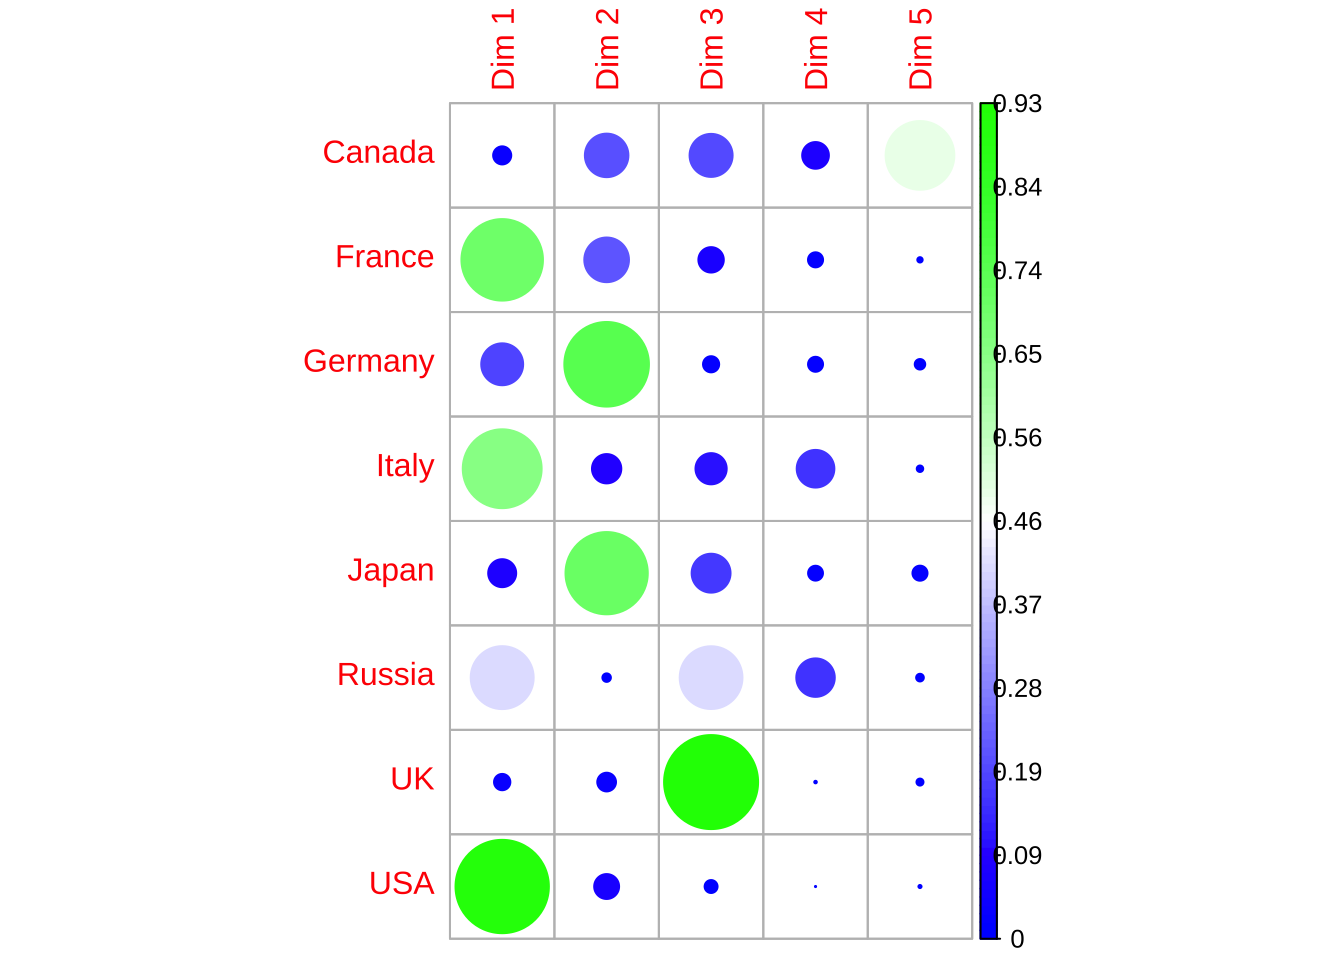 Dim 1
Dim 2
Dim 3
Dim 4
Dim 5
Canada
France
Germany
Italy
Japan
Russia
UK
USA
0.93
0.84
0.74
0.65
0.56
0.46
0.37
0.28
0.19
0.09
0